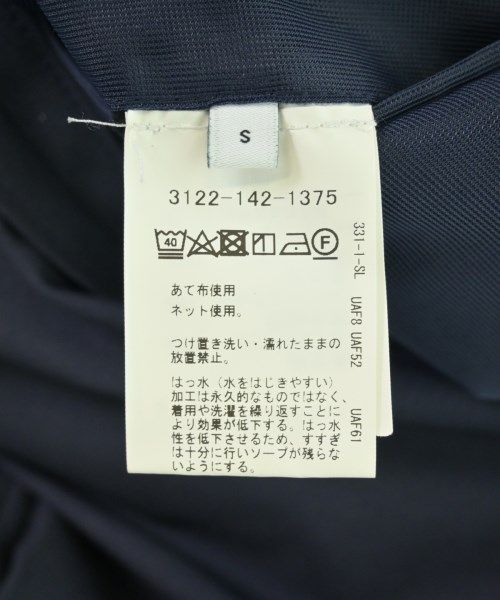 S
3122-142-1375
40
F
あて布使用
ネット使用。
つけ置き洗い・濡れたままの
放置禁止。
はっ水（水をはじきやすい）
加工は永久的なものではなく、
着用や洗濯を繰り返すことに
より効果が低下する。はっ水
性を低下させるため、すすぎ
は十分に行いソープが残らな
いようにする。
331-1-SL UAF8 UAF52 UAF61